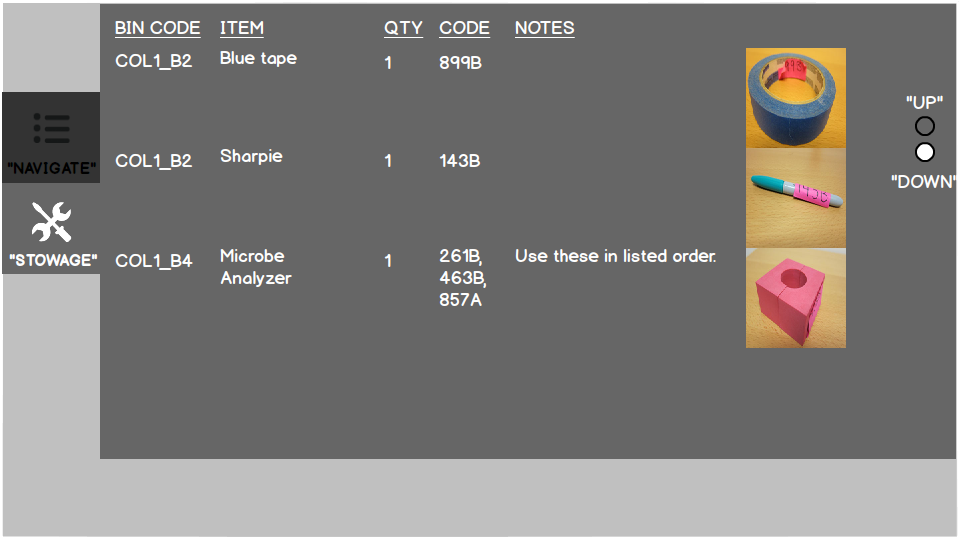 BIN CODE ITEM QTY CODE NOTES
COL1_B2 Blue tape 1 899B
"UP"
"NAVIGATE"
COL1_B2 Sharpie 1 143B
143B
"DOWN"
"STOWAGE"
COL1_B4 Microbe 1 261B, Use these in listed order.
Analyzer 463B,
857A